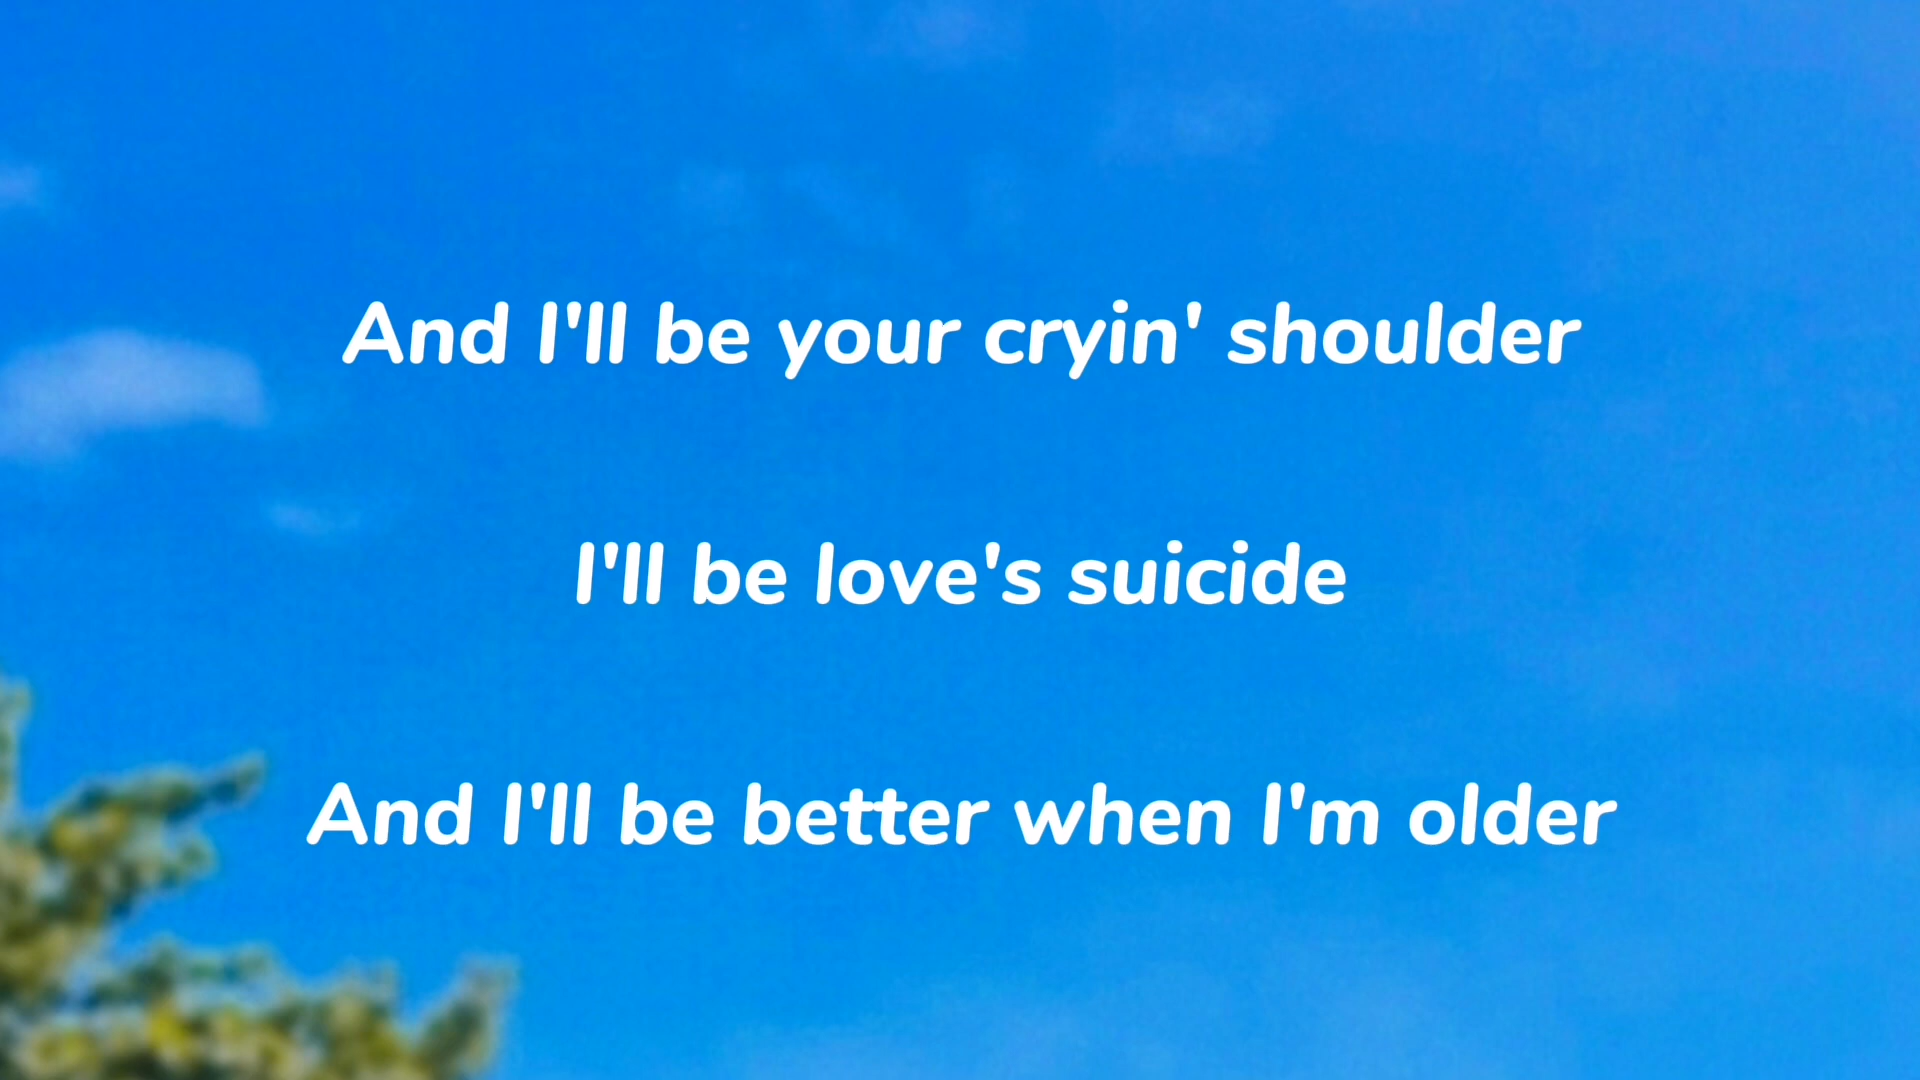 And I'll be your cryin' shoulder
I'll be love's suicide
And I'll be better when I'm older